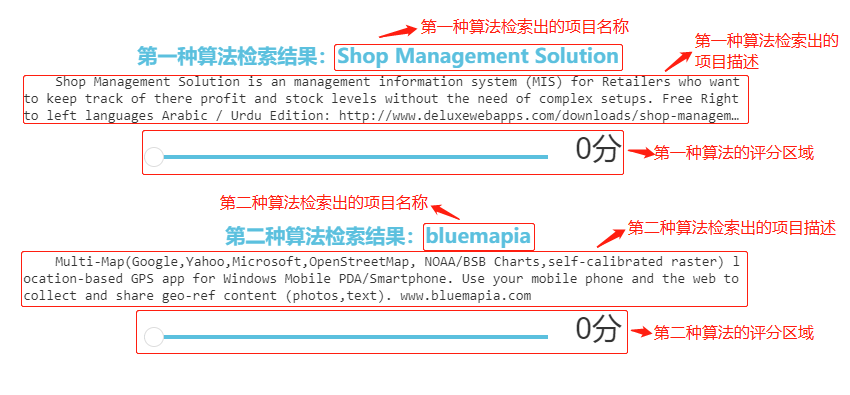 第一种算法检索出的项目名称
第一种算法检索结果：Shop Management Solution
第一种算法检索出的
项目描述
Shop Management Solution is an management information system (MIS) for Retailers who want
to keep track of there profit and stock levels without the need of complex setups. Free Right
to left languages Arabic / Urdu Edition: http://www.deluxewebapps.com/downloads/shop-managem…
0分
第一种算法的评分区域
第二种算法检索出的项目名称
第二种算法检索结果：bluemapia
第二种算法检索出的项目描述
Multi-Map(Google,Yahoo,Microsoft,OpenStreetMap, NOAA/BSB Charts,self-calibrated raster) l
ocation-based GPS app for Windows Mobile PDA/Smartphone. Use your mobile phone and the web to
collect and share geo-ref content (photos,text). www.bluemapia.com
0分
第二种算法的评分区域